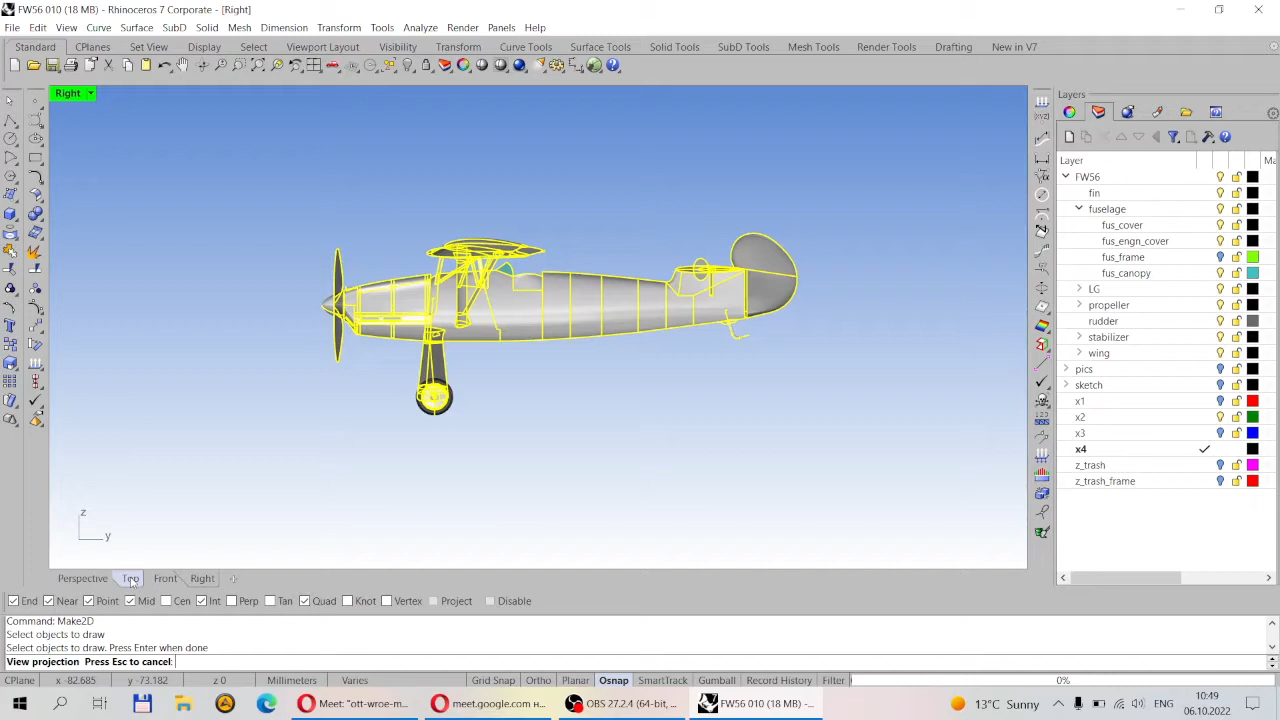 FW56 010 (18 MB) - Rhinoceros 7 Corporate - [Right]
File Edit View Curve Surface SubD Solid Mesh Dimension Transform Tools Analyze Render Panels Help
Standard CPlanes Set View Display Select Viewport Layout Visibility Transform Curve Tools Surface Tools Solid Tools SubD Tools Mesh Tools Render Tools Drafting New in V7
Right
Layers
Layer Ma
FW56
fin
fuselage
fus_cover
fus_engn_cover
fus_frame
fus_canopy
LG
propeller
rudder
stabilizer
wing
pics
sketch
x1
x2
x3
x4
z_trash
z_trash_frame
z
y
Perspective Top Front Right
End Near Point Mid Cen Int Perp Tan Quad Knot Vertex Project Disable
Command: Make2D
Select objects to draw
Select objects to draw. Press Enter when done
View projection Press Esc to cancel:
CPlane x -82.685 y -73.182 z 0 Millimeters Varies Grid Snap Ortho Planar Osnap SmartTrack Gumball Record History Filter 0%
Meet: "ott-wroe-m... meet.google.com н... OBS 27.2.4 (64-bit, ... FW56 010 (18 MB) -... 13°C Sunny ENG 10:49
06.10.2022